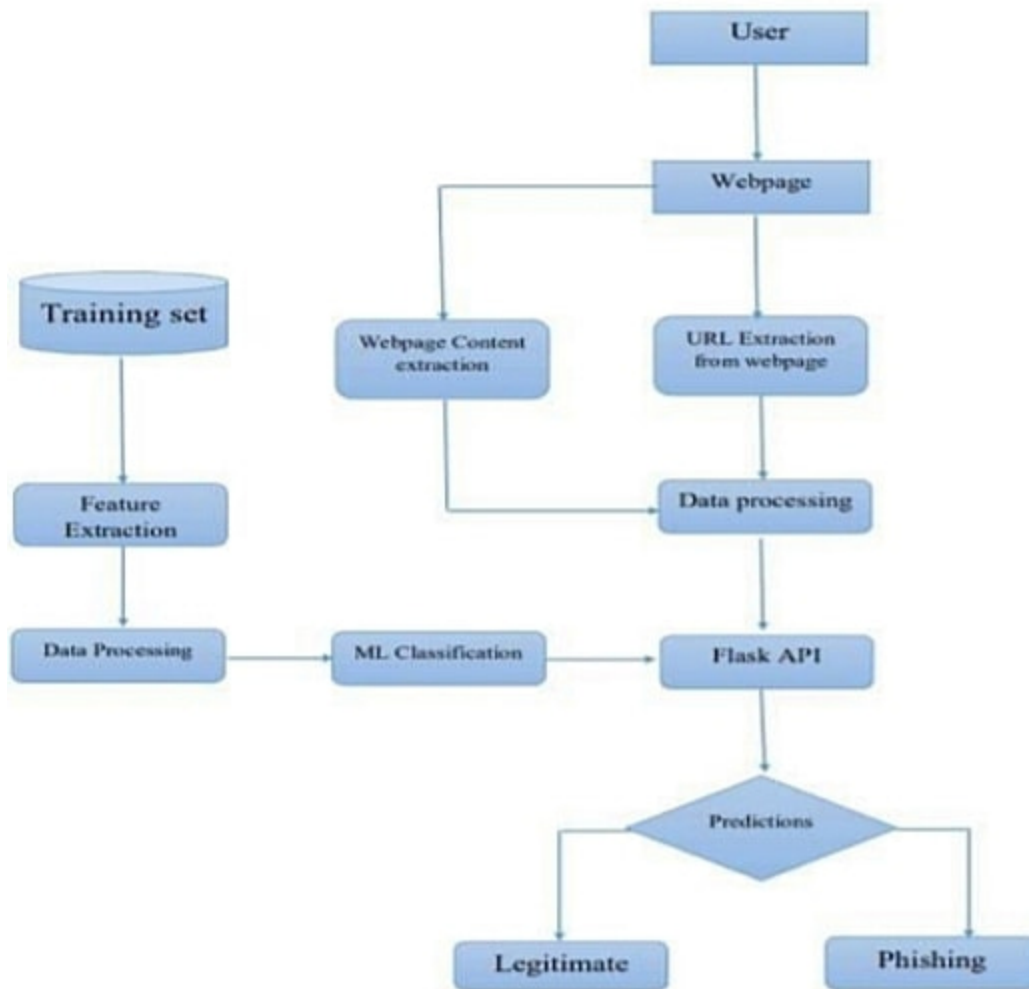 User
Webpage
Training set
Webpage Content
extraction
URL Extraction
from webpage
Feature
Extraction
Data processing
Data Processing
ML Classification
Flask API
Predictions
Legitimate
Phishing